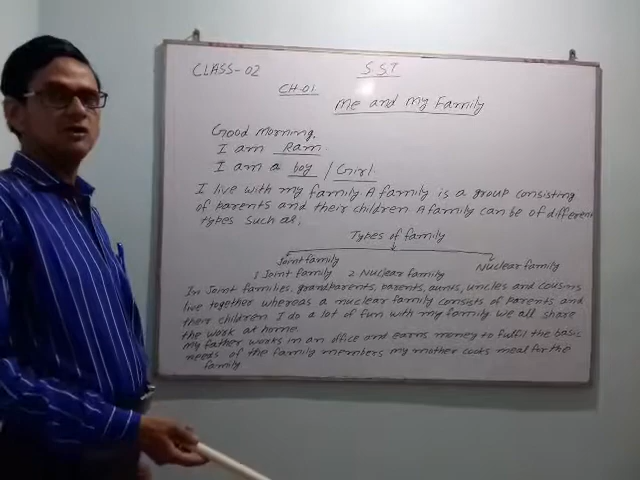 CLASS-02
S.ST
CH-01
Me and My Family
Good morning,
I am Ram
I am a boy / Girl
I live with my family. A family is a group consisting
of parents and their children A family can be of different
types such as,
Types of family
Joint family
Nuclear family
1 Joint family 2 Nuclear family
In Joint families, grandparents, parents, aunts, uncles and cousins
live together whereas a nuclear family consists of Parents and
their children I do a lot of fun with my family we all share
the work at home.
My father works in an office and earns money to fulfil the basic
needs of the family members my mother cooks meal for the
family